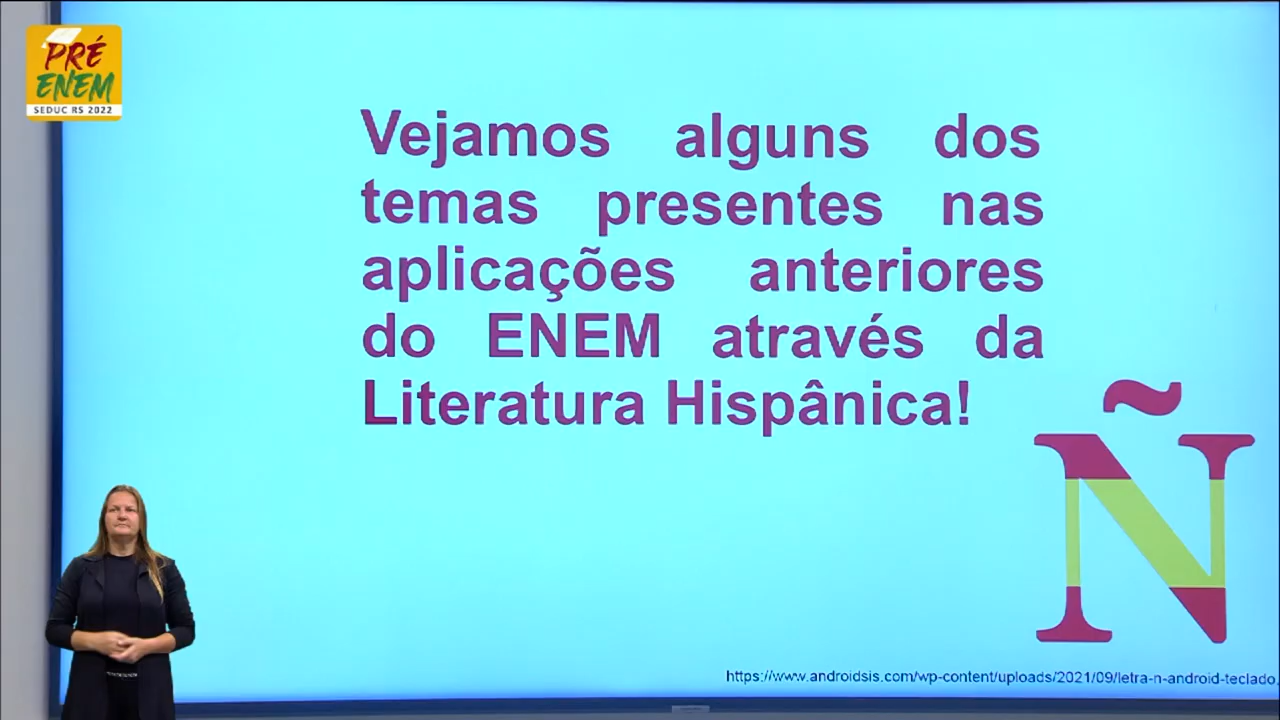 PRÉ
ENEM
SEDUC RS 2022
Vejamos alguns dos
temas presentes nas
aplicações anteriores
do ENEM através da
Literatura Hispânica!
Ñ
https://www.androidsis.com/wp-content/uploads/2021/09/letra-n-android-teclado.